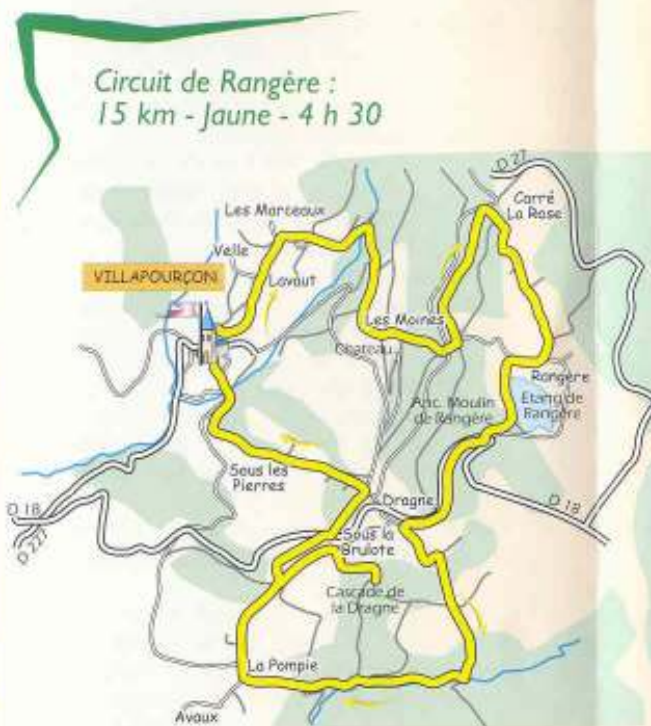 Circuit de Rangère :
15 km - Jaune - 4 h 30
D 27
Carré
La Rose
Les Marceaux
Velle
VILLAPOURÇON
Lavaut
Les Moines
Chateau
Rangère
Anc. Moulin
de Rangère
Etang de
Rangère
Sous les
Pierres
Dragne
D 18
D 18
D 227
Sous la
Brulote
Cascade de
la Dragne
La Pompie
Avaux